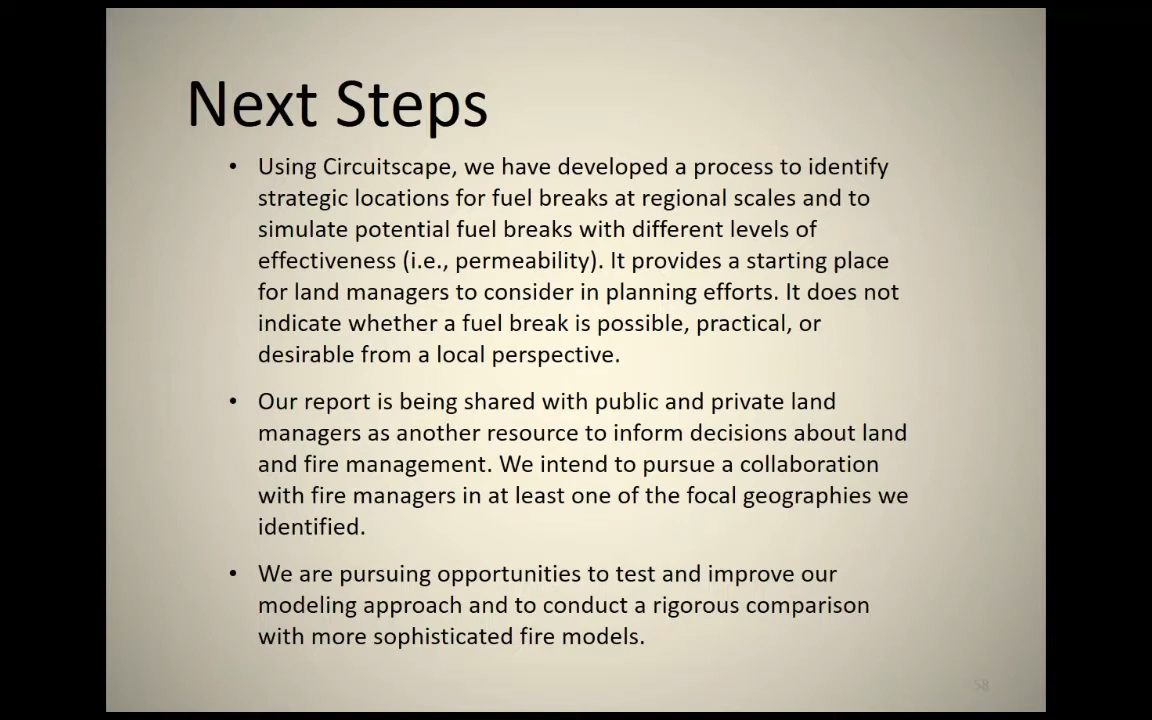 Next Steps
• Using Circuitscape, we have developed a process to identify
strategic locations for fuel breaks at regional scales and to
simulate potential fuel breaks with different levels of
effectiveness (i.e., permeability). It provides a starting place
for land managers to consider in planning efforts. It does not
indicate whether a fuel break is possible, practical, or
desirable from a local perspective.
• Our report is being shared with public and private land
managers as another resource to inform decisions about land
and fire management. We intend to pursue a collaboration
with fire managers in at least one of the focal geographies we
identified.
• We are pursuing opportunities to test and improve our
modeling approach and to conduct a rigorous comparison
with more sophisticated fire models.
58